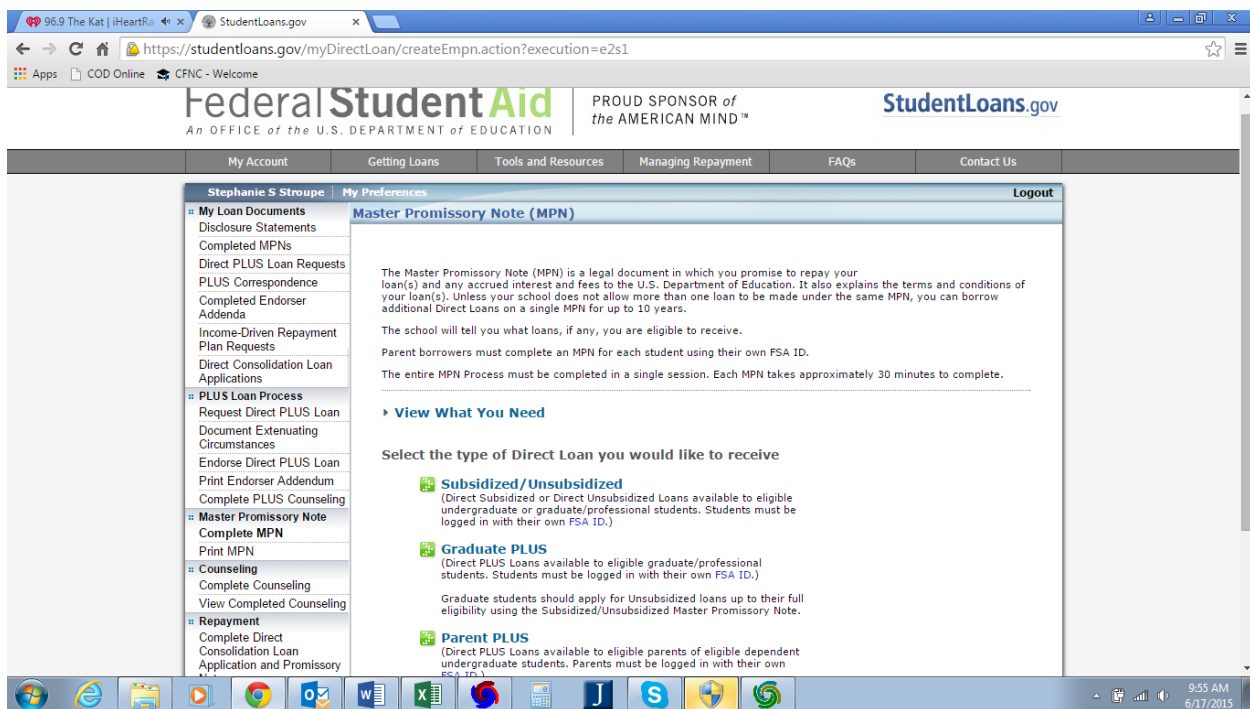 96.9 The Kat | iHeartRa
StudentLoans.gov
https://studentloans.gov/myDirectLoan/createEmpn.action?execution=e2s1
Apps COD Online CFNC - Welcome
Federal Student Aid
An OFFICE of the U.S. DEPARTMENT of EDUCATION
PROUD SPONSOR of
the AMERICAN MIND™
StudentLoans.gov
My Account Getting Loans Tools and Resources Managing Repayment FAQs Contact Us
Stephanie S Stroupe My Preferences Logout
My Loan Documents
Disclosure Statements
Completed MPNs
Direct PLUS Loan Requests
PLUS Correspondence
Completed Endorser
Addenda
Income-Driven Repayment
Plan Requests
Direct Consolidation Loan
Applications
PLUS Loan Process
Request Direct PLUS Loan
Document Extenuating
Circumstances
Endorse Direct PLUS Loan
Print Endorser Addendum
Complete PLUS Counseling
Master Promissory Note
Complete MPN
Print MPN
Counseling
Complete Counseling
View Completed Counseling
Repayment
Complete Direct
Consolidation Loan
Application and Promissory
Master Promissory Note (MPN)
The Master Promissory Note (MPN) is a legal document in which you promise to repay your
loan(s) and any accrued interest and fees to the U.S. Department of Education. It also explains the terms and conditions of
your loan(s). Unless your school does not allow more than one loan to be made under the same MPN, you can borrow
additional Direct Loans on a single MPN for up to 10 years.
The school will tell you what loans, if any, you are eligible to receive.
Parent borrowers must complete an MPN for each student using their own FSA ID.
The entire MPN Process must be completed in a single session. Each MPN takes approximately 30 minutes to complete.
View What You Need
Select the type of Direct Loan you would like to receive
Subsidized/Unsubsidized
(Direct Subsidized or Direct Unsubsidized Loans available to eligible
undergraduate or graduate/professional students. Students must be
logged in with their own FSA ID.)
Graduate PLUS
(Direct PLUS Loans available to eligible graduate/professional
students. Students must be logged in with their own FSA ID.)
Graduate students should apply for Unsubsidized loans up to their full
eligibility using the Subsidized/Unsubsidized Master Promissory Note.
Parent PLUS
(Direct PLUS Loans available to eligible parents of eligible dependent
undergraduate students. Parents must be logged in with their own
FSA ID.)
9:55 AM
6/17/2015